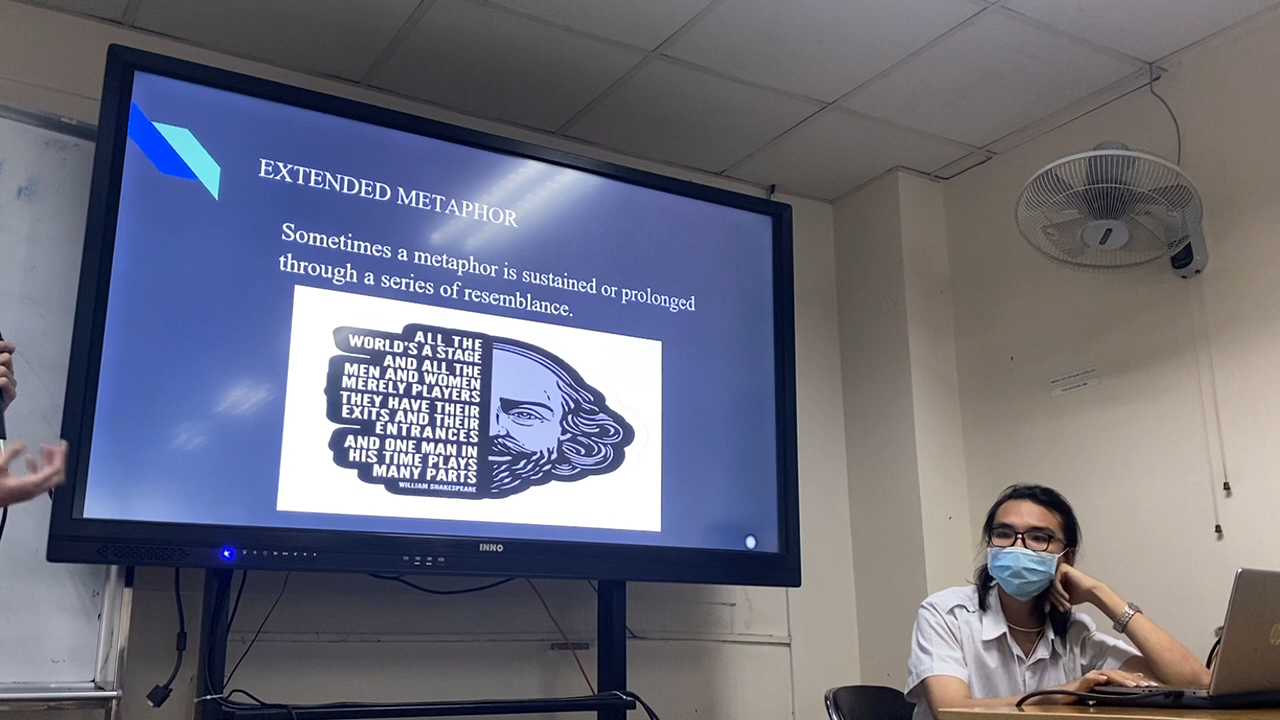 EXTENDED METAPHOR
Sometimes a metaphor is sustained or prolonged
through a series of resemblance.
ALL THE
WORLD'S A STAGE
AND ALL THE
MEN AND WOMEN
MERELY PLAYERS
THEY HAVE THEIR
EXITS AND THEIR
ENTRANCES
AND ONE MAN IN
HIS TIME PLAYS
MANY PARTS
WILLIAM SHAKESPEARE
INNO